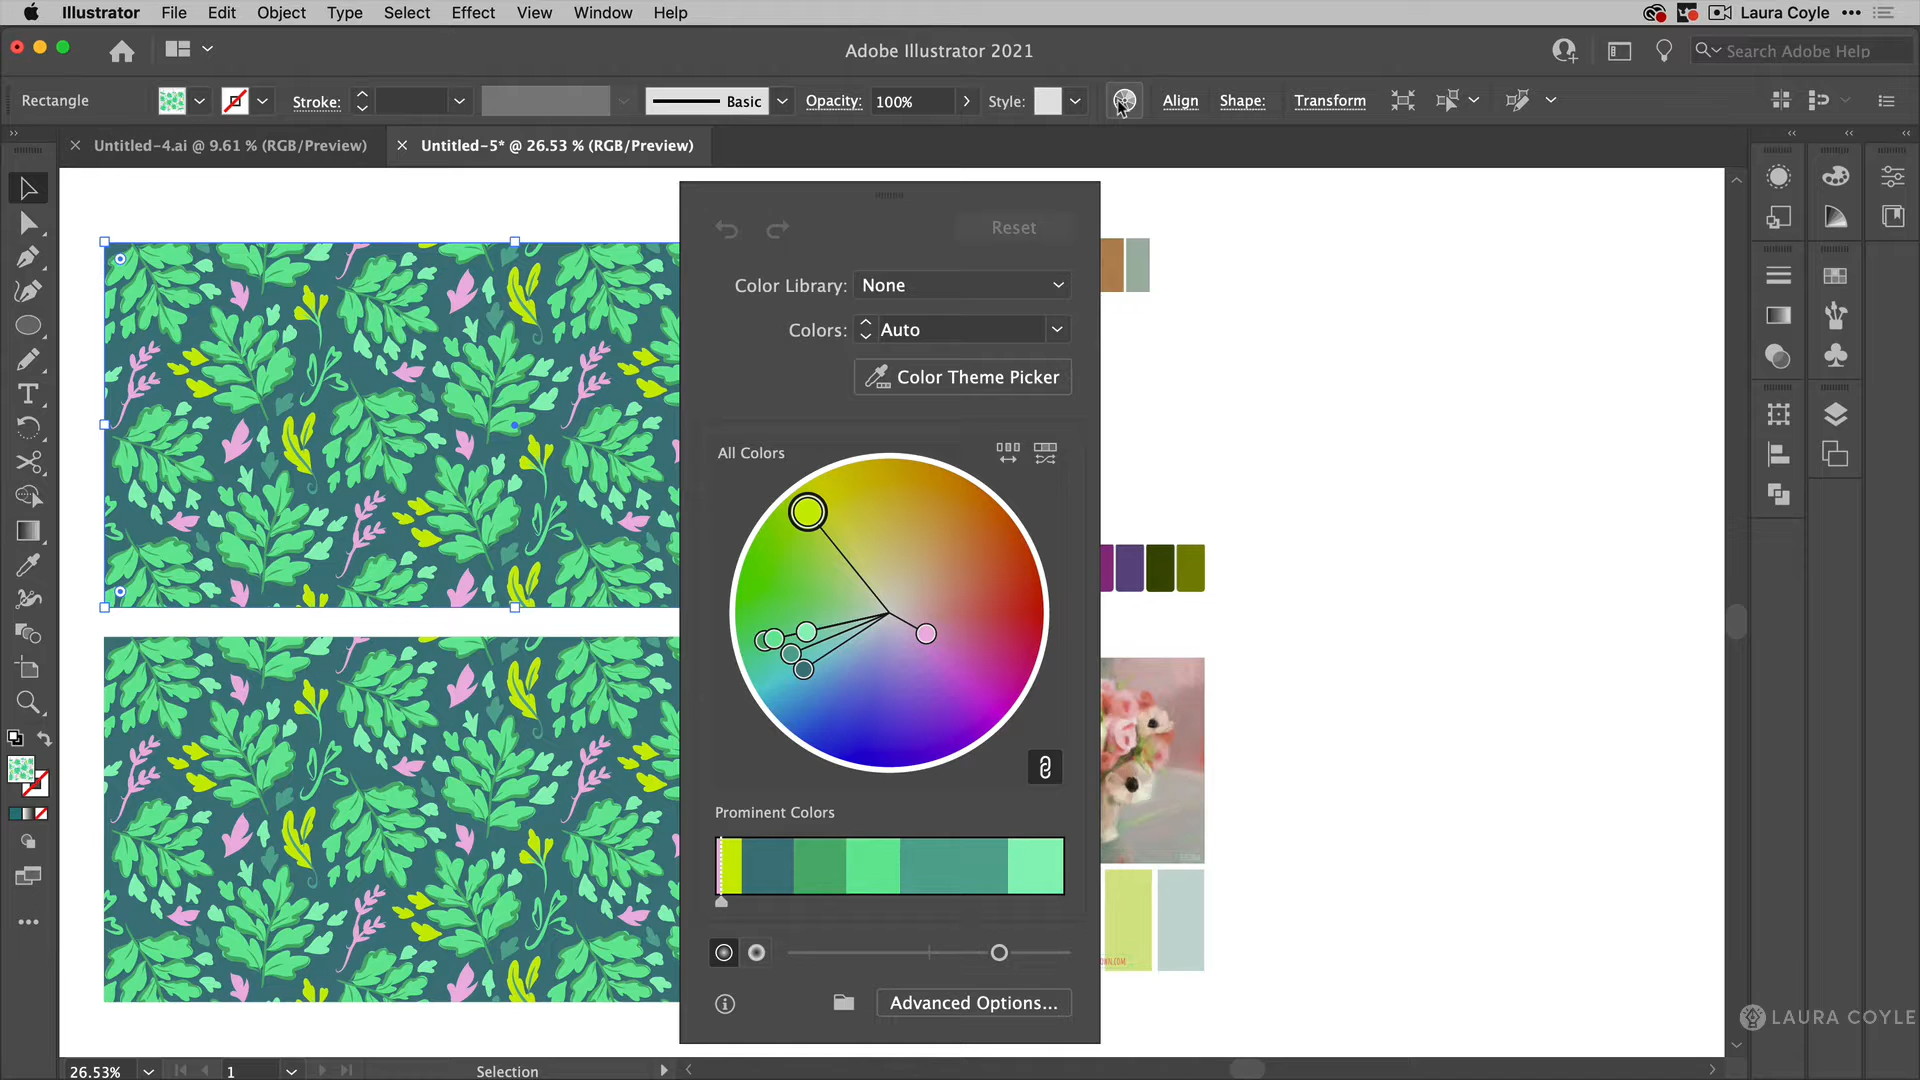 Illustrator File Edit Object Type Select Effect View Window Help Laura Coyle
Adobe Illustrator 2021
Search Adobe Help
Rectangle Stroke: Basic Opacity: 100% Style: Align Shape: Transform
Untitled-4.ai @ 9.61 % (RGB/Preview) Untitled-5* @ 26.53 % (RGB/Preview)
Reset
Color Library: None
Colors: Auto
Color Theme Picker
All Colors
Prominent Colors
Advanced Options...
LAURA COYLE
26.53% 1 Selection